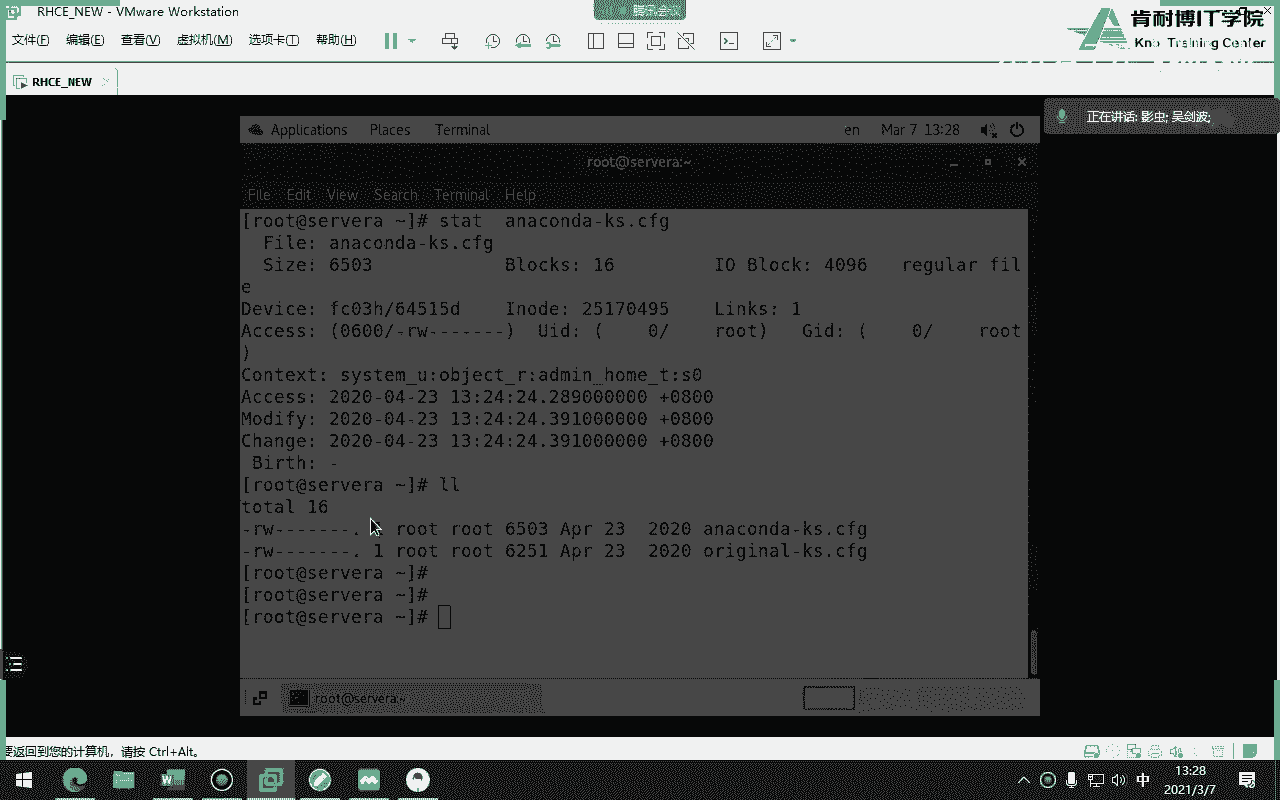 RHCE_NEW - VMware Workstation
腾讯会议
肯耐博IT学院
Training Center
文件(F) 编辑(E) 查看(V) 虚拟机(M) 选项卡(T) 帮助(H)
RHCE_NEW
正在讲话: 影虫; 吴剑波;
Applications Places Terminal en Mar 7 13:28
root@servera:~
File Edit View Search Terminal Help
[root@servera ~]# stat  anaconda-ks.cfg
  File: anaconda-ks.cfg
  Size: 6503            Blocks: 16         IO Block: 4096   regular fil
e
Device: fc03h/64515d    Inode: 25170495    Links: 1
Access: (0600/-rw-------)  Uid: (    0/    root)   Gid: (    0/    root
)
Context: system_u:object_r:admin_home_t:s0
Access: 2020-04-23 13:24:24.289000000 +0800
Modify: 2020-04-23 13:24:24.391000000 +0800
Change: 2020-04-23 13:24:24.391000000 +0800
 Birth: -
[root@servera ~]# ll
total 16
-rw-------. root root 6503 Apr 23  2020 anaconda-ks.cfg
-rw-------. 1 root root 6251 Apr 23  2020 original-ks.cfg
[root@servera ~]#
[root@servera ~]#
[root@servera ~]#
root@servera:~
要返回到您的计算机，请按 Ctrl+Alt。
中
13:28
2021/3/7